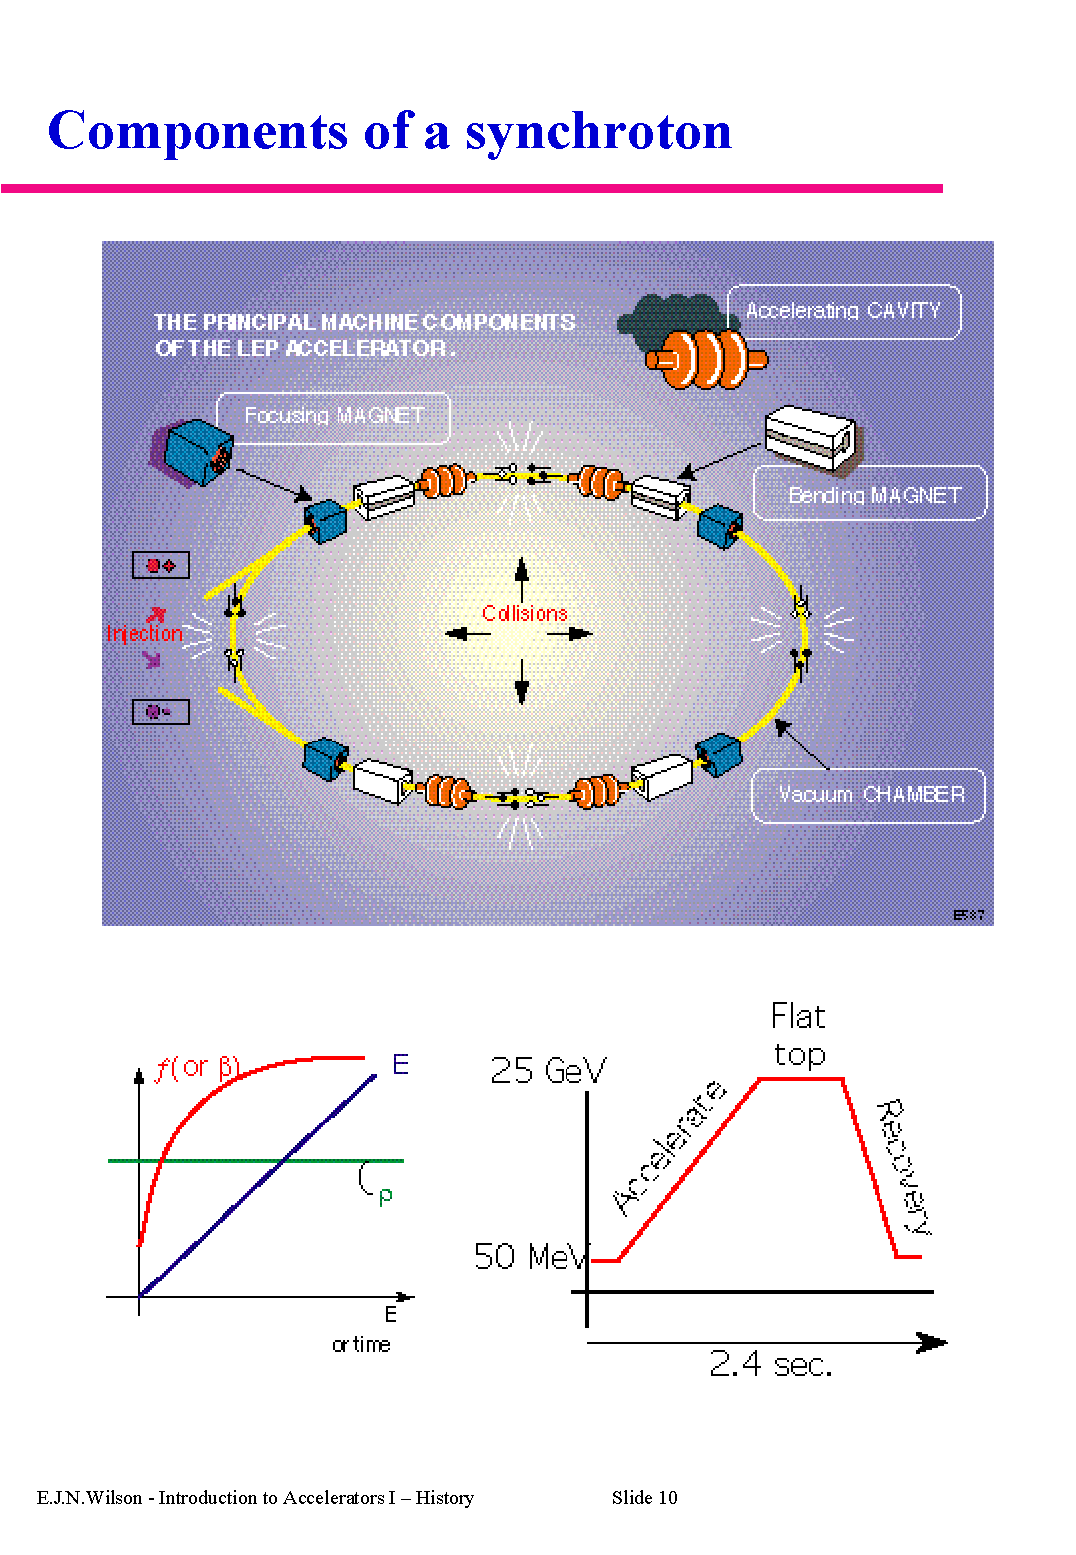 Components of a synchroton
THE PRINCIPAL MACHINE COMPONENTS
OF THE LEP ACCELERATOR.
Accelerating CAVITY
Focusing MAGNET
Bending MAGNET
Collisions
Injection
Vacuum CHAMBER
Flat
top
f(or β)
E
25 GeV
Accelerate
Recovery
ρ
50 MeV
E
or time
2.4 sec.
E.J.N.Wilson - Introduction to Accelerators I – History
Slide 10